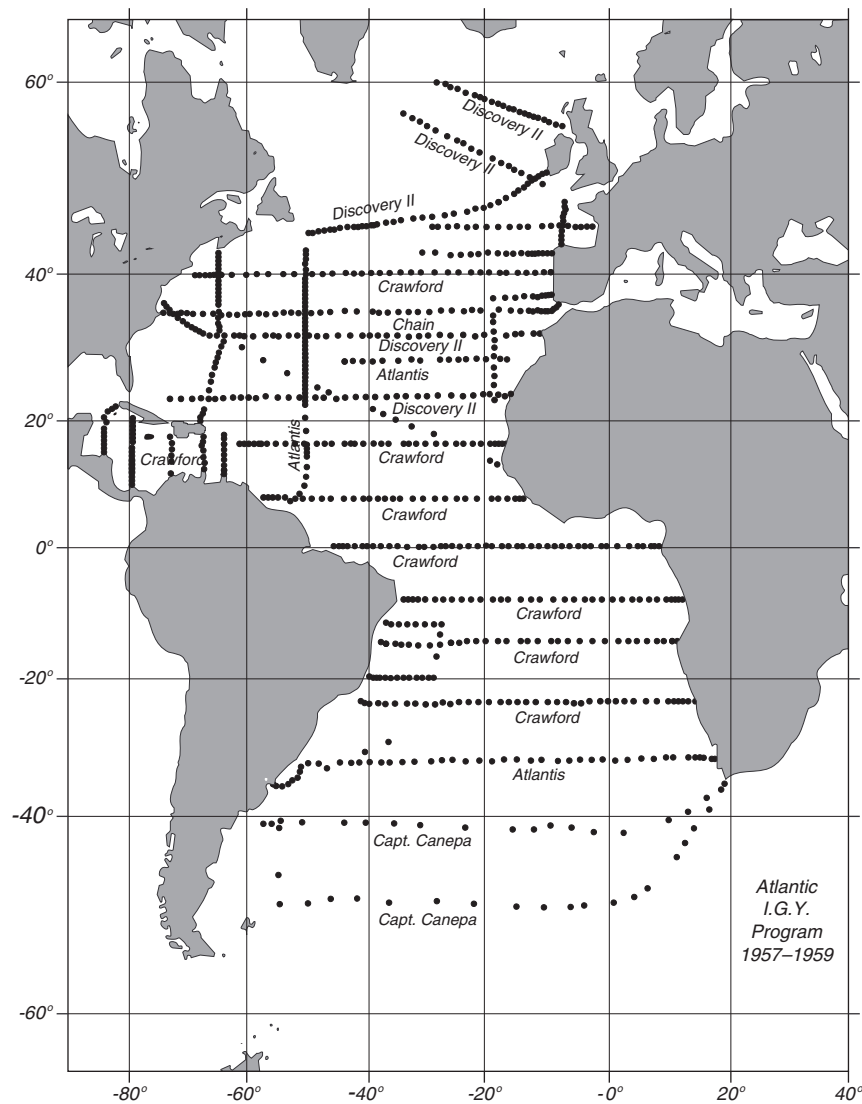 60°
Discovery II
Discovery II
Discovery II
40°
Crawford
Chain
Discovery II
Atlantis
Discovery II
20°
Atlantis
Crawford
Crawford
Crawford
0°
Crawford
Crawford
Crawford
-20°
Crawford
Atlantis
-40°
Capt. Canepa
Capt. Canepa
Atlantic
I.G.Y.
Program
1957–1959
-60°
-80° -60° -40° -20° -0° 20° 40°